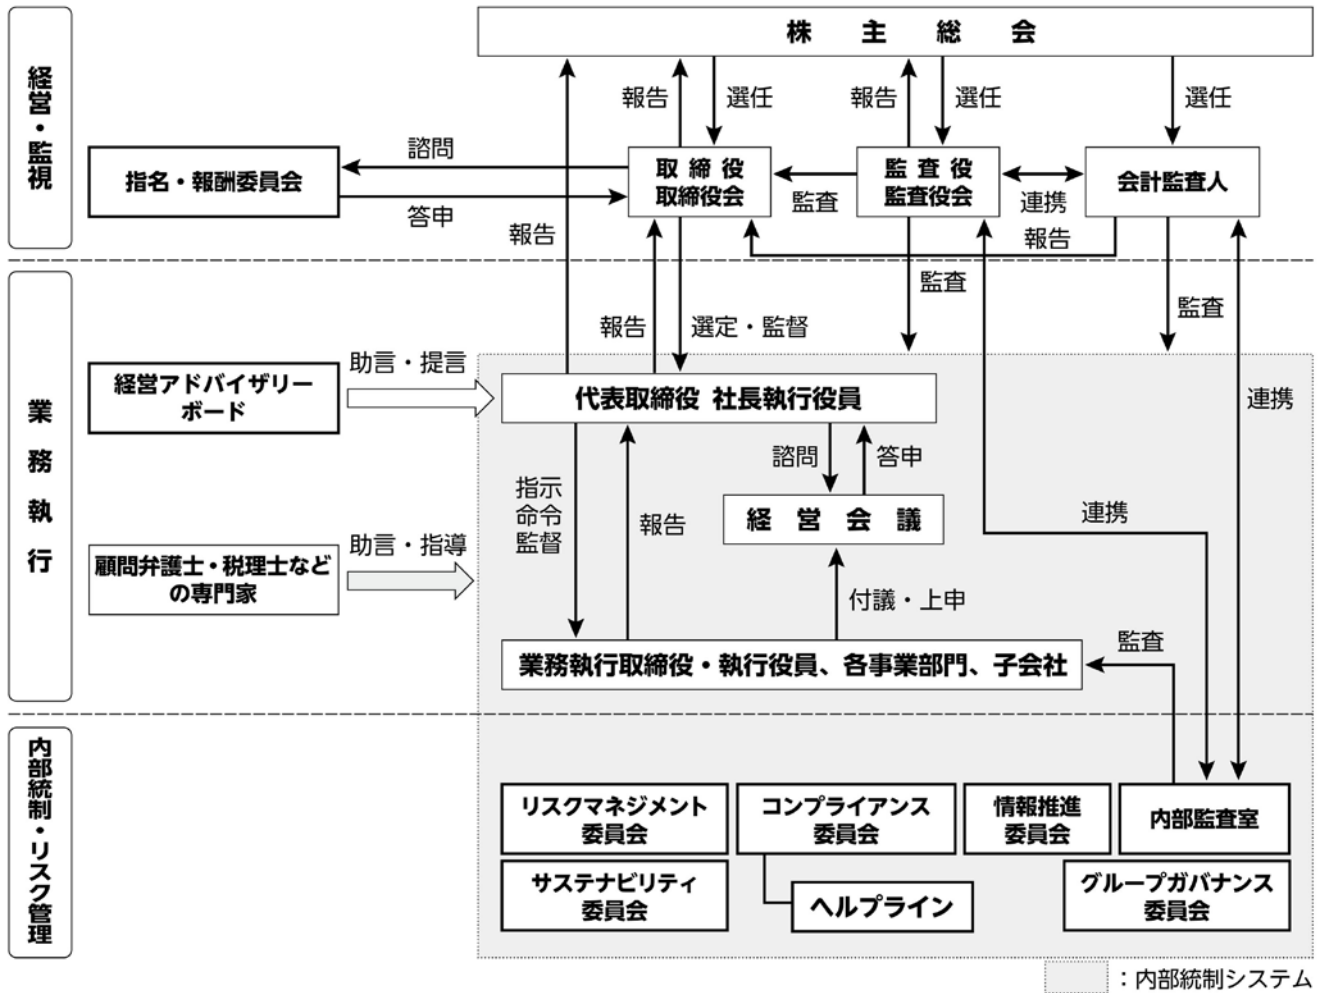 経営・監視
株主総会
報告
選任
報告
選任
選任
指名・報酬委員会
諮問
答申
取締役
取締役会
監査
監査役
監査役会
連携
会計監査人
報告
報告
監査
監査
連携
業務執行
報告
選定・監督
経営アドバイザリー
ボード
助言・提言
代表取締役 社長執行役員
諮問
答申
指示
命令
監督
報告
経営会議
連携
顧問弁護士・税理士など
の専門家
助言・指導
付議・上申
業務執行取締役・執行役員、各事業部門、子会社
監査
内部統制・リスク管理
リスクマネジメント
委員会
コンプライアンス
委員会
情報推進
委員会
内部監査室
サステナビリティ
委員会
ヘルプライン
グループガバナンス
委員会
：内部統制システム